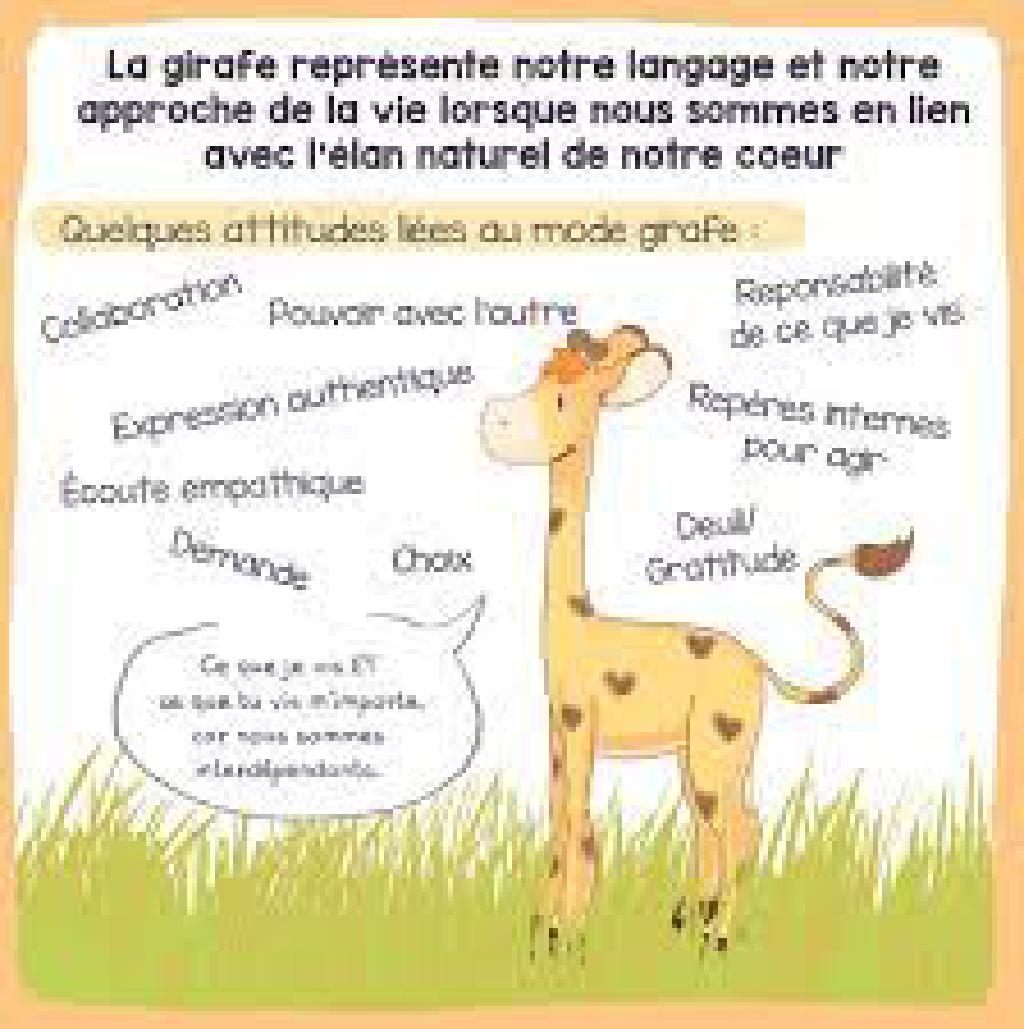 La girafe représente notre langage et notre
approche de la vie lorsque nous sommes en lien
avec l'élan naturel de notre coeur
Quelques attitudes liées au mode girafe :
Collaboration
Pouvoir avec l'autre
Reponsabilité
de ce que je vis
Expression authentique
Repères internes
pour agir
Écoute empathique
Demande
Choix
Deuil/
Gratitude
Ce que je vis ET
ce que tu vis m'importe,
car nous sommes
interdépendants.